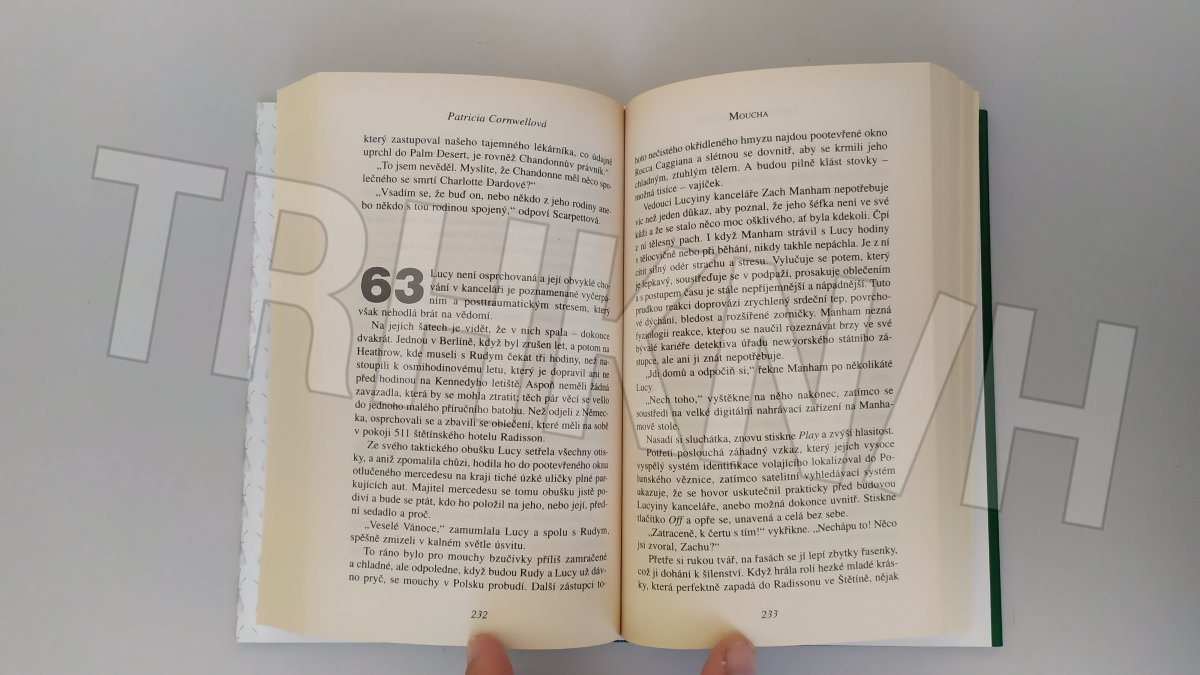 Patricia Cornwellová
který zastupoval našeho tajemného lékárníka, co údajně
uprchl do Palm Desert, je rovněž Chandonnův právník."
„To jsem nevěděl. Myslíte, že Chandonne měl něco spo-
lečného se smrtí Charlotte Dardové?"
„Vsadím se, že buď on, nebo někdo z jeho rodiny ane-
bo někdo s tou rodinou spojený," odpoví Scarpettová.
63 Lucy není osprchovaná a její obvyklé cho-
vání v kanceláři je poznamenané vyčerpá-
ním a posttraumatickým stresem, který
však nehodlá brát na vědomí.
Na jejích šatech je vidět, že v nich spala – dokonce
dvakrát. Jednou v Berlíně, když byl zrušen let, a potom na
Heathrow, kde museli s Rudym čekat tři hodiny, než na-
stoupili k osmihodinovému letu, který je dopravil ani ne
před hodinou na Kennedyho letiště. Aspoň neměli žádná
zavazadla, která by se mohla ztratit; těch pár věcí se vešlo
do jednoho malého příručního batohu. Než odjeli z Němec-
ka, osprchovali se a zbavili se oblečení, které měli na sobě
v pokoji 511 štětínského hotelu Radisson.
Ze svého taktického obušku Lucy setřela všechny otis-
ky, a aniž zpomalila chůzi, hodila ho do pootevřeného okna
otlučeného mercedesu na kraji tiché úzké uličky plné par-
kujících aut. Majitel mercedesu se tomu obušku jistě po-
diví a bude se ptát, kdo ho položil na jeho, nebo její, před-
ní sedadlo a proč.
„Veselé Vánoce," zamumlala Lucy a spolu s Rudym,
spěšně zmizeli v kalném světle úsvitu.
To ráno bylo pro mouchy bzučivky příliš zamračené
a chladné, ale odpoledne, když budou Rudy a Lucy už dáv-
no pryč, se mouchy v Polsku probudí. Další zástupci to-
232
Moucha
hoto nečistého okřídleného hmyzu najdou pootevřené okno
Rocca Caggiana a slétnou se dovnitř, aby se krmili jeho
chladným, ztuhlým tělem. A budou pilně klást stovky –
možná tisíce – vajíček.
Vedoucí Lucyiny kanceláře Zach Manham nepotřebuje
víc než jeden důkaz, aby poznal, že jeho šéfka není ve své
kůži a že se stalo něco moc ošklivého, ať byla kdekoli. Čpí
z ní tělesný pach. I když Manham strávil s Lucy hodiny
v tělocvičně nebo při běhání, nikdy takhle nepáchla. Je z ní
cítit silný odér strachu a stresu. Vylučuje se potem, který
je lepkavý, soustřeďuje se v podpaží, prosakuje oblečením
a s postupem času je stále nepříjemnější a nápadnější. Tuto
prudkou reakci doprovází zrychlený srdeční tep, povrcho-
vé dýchání, bledost a rozšířené zorničky. Manham nezná
fyziologii reakce, kterou se naučil rozeznávat brzy ve své
bývalé kariéře detektiva úřadu newyorského státního zá-
stupce, ale ani ji znát nepotřebuje.
„Jdi domů a odpočiň si," řekne Manham po několikáté
Lucy.
„Nech toho," vyštěkne na něho nakonec, zatímco se
soustředí na velké digitální nahrávací zařízení na Manha-
mově stole.
Nasadí si sluchátka, znovu stiskne Play a zvýší hlasitost.
Potřetí poslouchá záhadný vzkaz, který jejich vysoce
vyspělý systém identifikace volajícího lokalizoval do Po-
lunského věznice, zatímco satelitní vyhledávací systém
ukazuje, že se hovor uskutečnil prakticky před budovou
Lucyiny kanceláře, anebo možná dokonce uvnitř. Stiskne
tlačítko Off a opře se, unavená a celá bez sebe.
„Zatraceně, k čertu s tím!" vykřikne. „Nechápu to! Něco
jsi zvoral, Zachu?"
Přetře si rukou tvář, na řasách se jí lepí zbytky řasenky,
což ji dohání k šílenství. Když hrála roli hezké mladé krás-
ky, která perfektně zapadá do Radissonu ve Štětíně, nějak
233
TRHKNIH